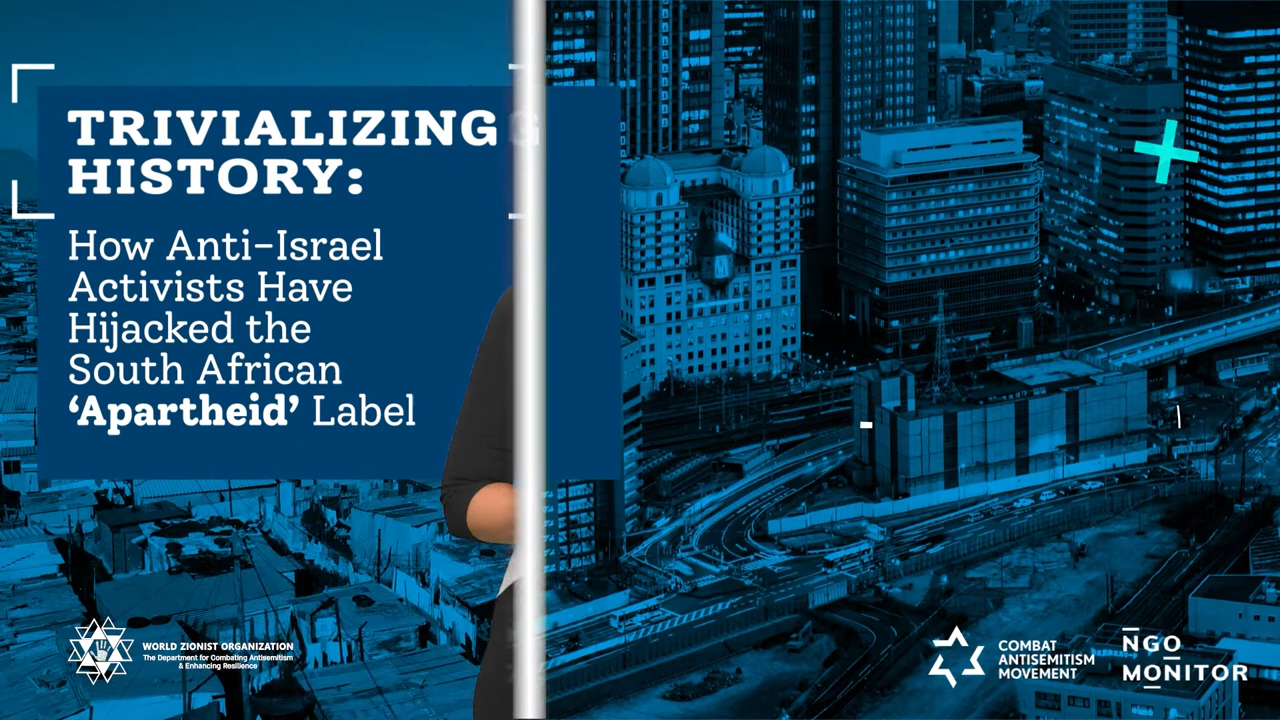 TRIVIALIZING
HISTORY:
How Anti-Israel
Activists Have
Hijacked the
South African
‘Apartheid’ Label
WORLD ZIONIST ORGANIZATION
The Department for Combating Antisemitism
& Enhancing Resilience
COMBAT
ANTISEMITISM
MOVEMENT
NGO
MONITOR